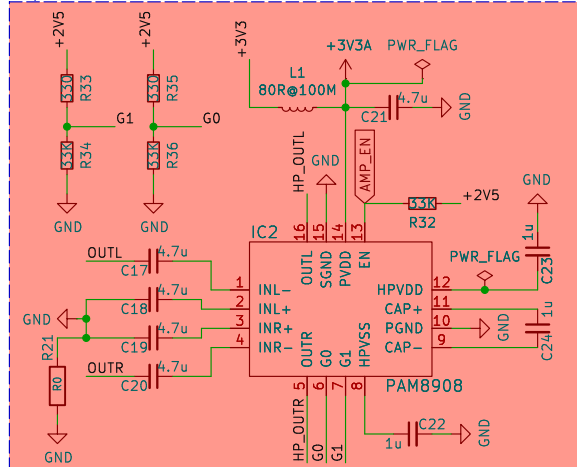 +2V5
+2V5
+3V3
+3V3A
PWR_FLAG
L1
80R@100M
4.7u
C21
GND
330
R33
330
R35
G1
G0
33K
R34
33K
R36
GND
GND
HP_OUTL
GND
AMP_EN
33K
R32
+2V5
GND
16
15
14
13
IC2
OUTL
SGND
PVDD
EN
1u
C23
PWR_FLAG
OUTL
4.7u
C17
1
INL-
HPVDD
12
4.7u
C18
2
INL+
CAP+
11
1u
C24
GND
4.7u
C19
3
INR+
PGND
10
GND
R21
R0
OUTR
4.7u
C20
4
INR-
CAP-
9
OUTR
G0
G1
HPVSS
5
6
7
8
PAM8908
HP_OUTR
G0
G1
1u
C22
GND
GND